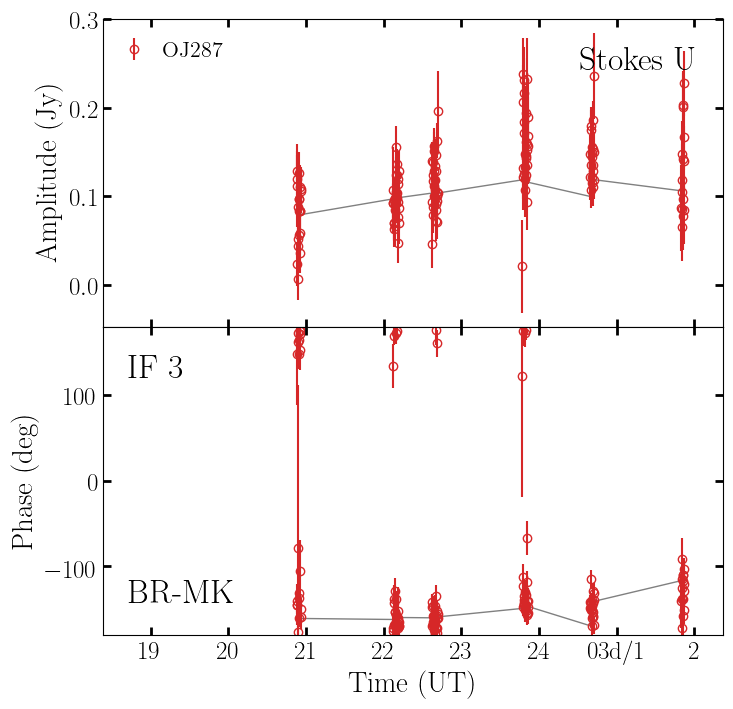 0.3
OJ287
Stokes U
0.2
0.1
0.0
Amplitude (Jy)
IF 3
100
0
−100
Phase (deg)
BR-MK
19 20 21 22 23 24 03d/1 2
Time (UT)